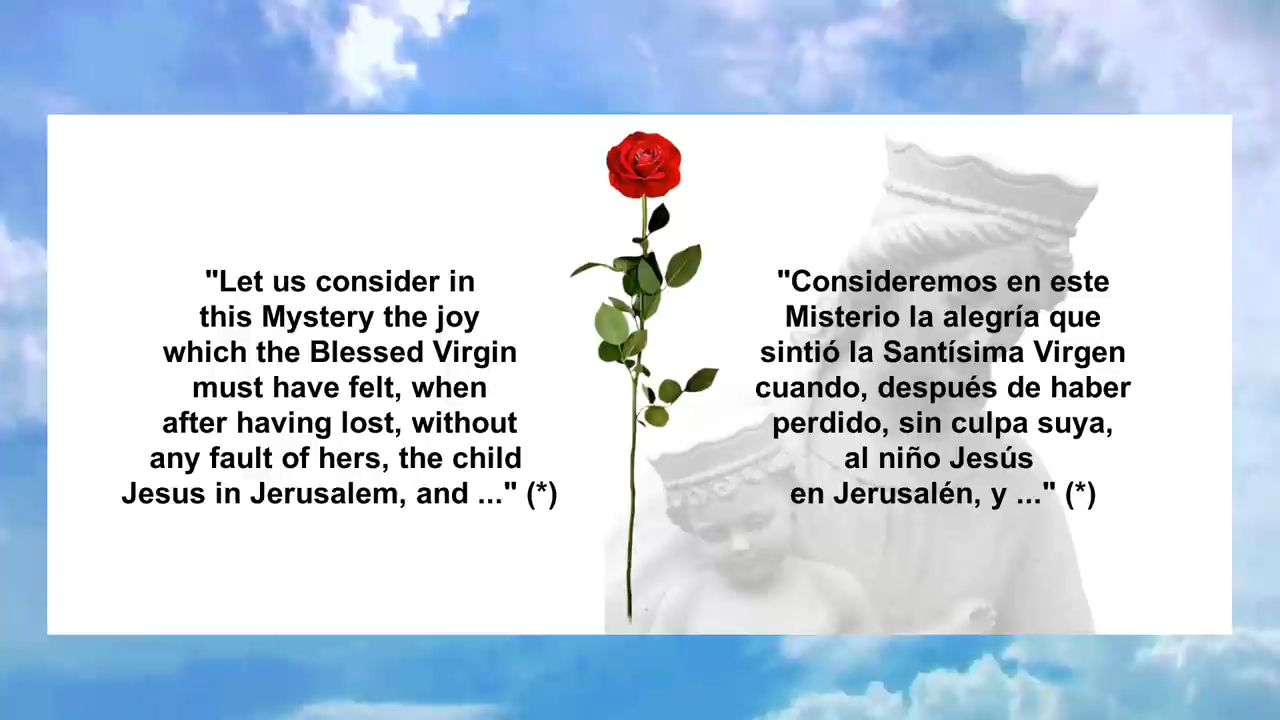 "Let us consider in
this Mystery the joy
which the Blessed Virgin
must have felt, when
after having lost, without
any fault of hers, the child
Jesus in Jerusalem, and ..." (*)
"Consideremos en este
Misterio la alegría que
sintió la Santísima Virgen
cuando, después de haber
perdido, sin culpa suya,
al niño Jesús
en Jerusalén, y ..." (*)